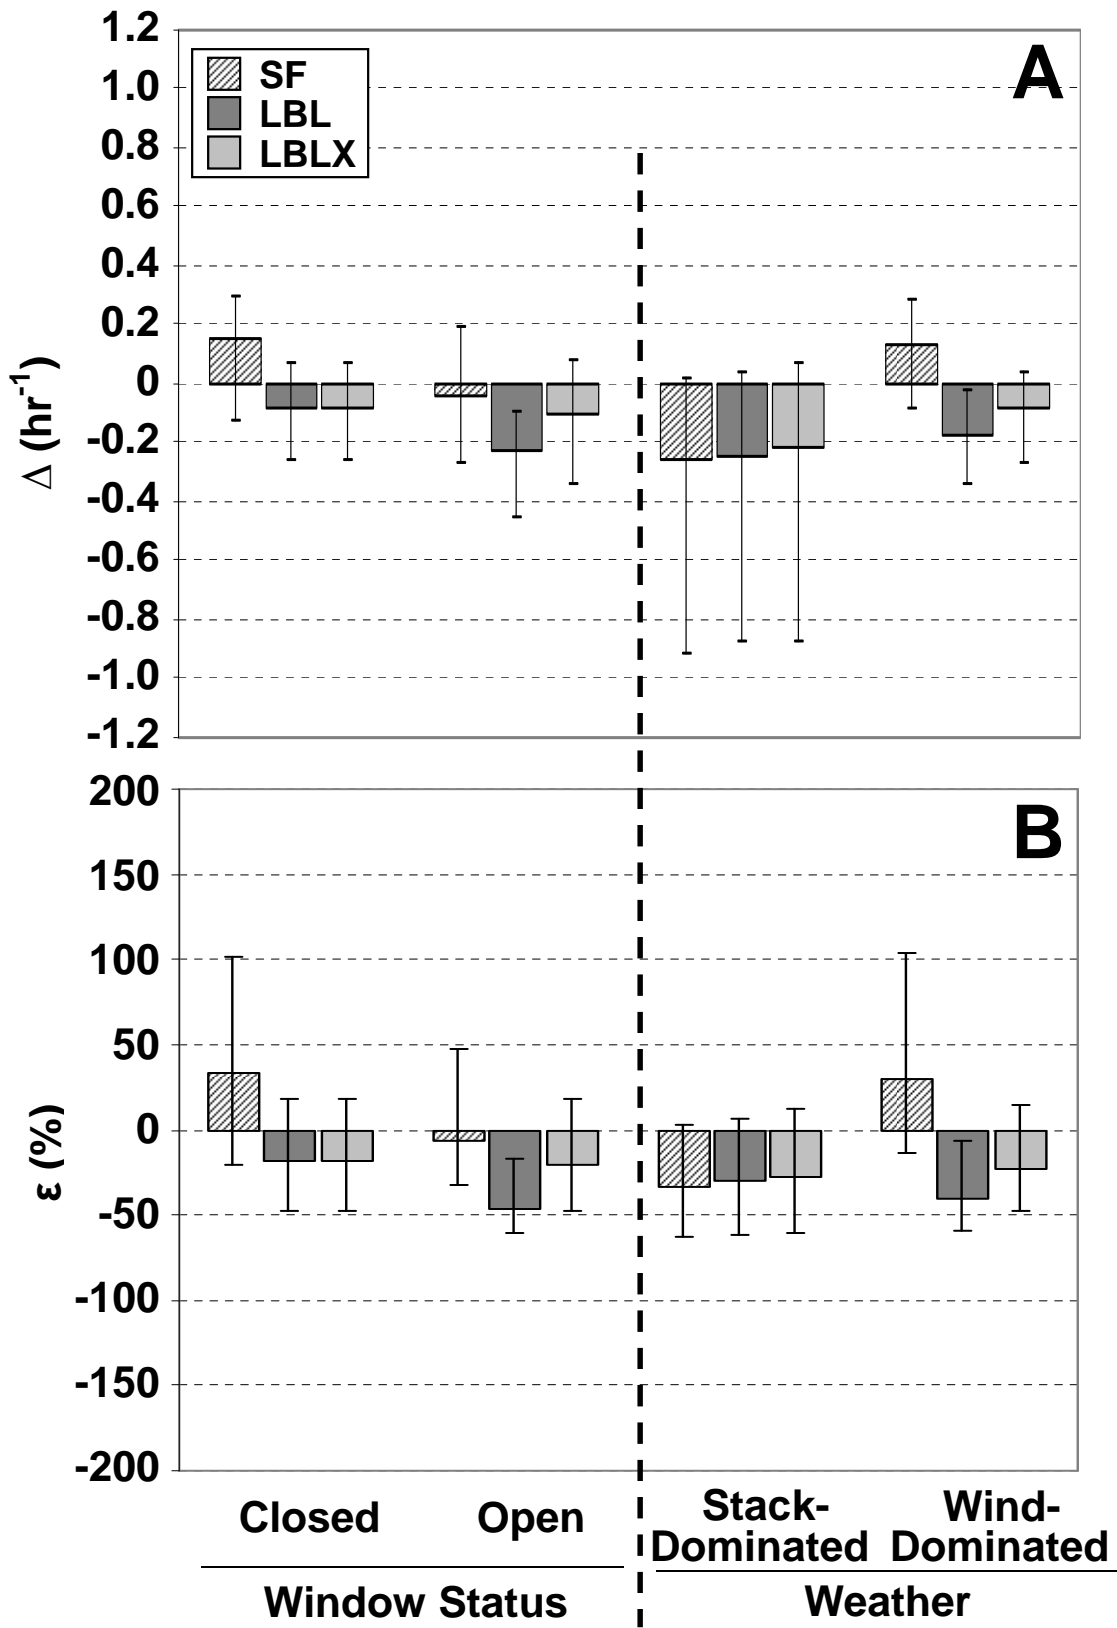 1.2
1.0
0.8
0.6
0.4
0.2
0
-0.2
-0.4
-0.6
-0.8
-1.0
-1.2
Δ (hr-1)
SF
LBL
LBLX
A
200
150
100
50
0
-50
-100
-150
-200
ε (%)
B
Closed Open Stack-Dominated Wind-Dominated
Window Status Weather